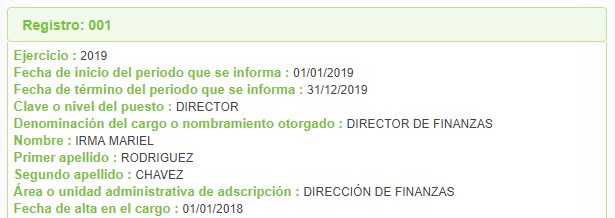 Registro: 001
Ejercicio : 2019
Fecha de inicio del periodo que se informa : 01/01/2019
Fecha de término del periodo que se informa : 31/12/2019
Clave o nivel del puesto : DIRECTOR
Denominación del cargo o nombramiento otorgado : DIRECTOR DE FINANZAS
Nombre : IRMA MARIEL
Primer apellido : RODRIGUEZ
Segundo apellido : CHAVEZ
Área o unidad administrativa de adscripción : DIRECCIÓN DE FINANZAS
Fecha de alta en el cargo : 01/01/2018